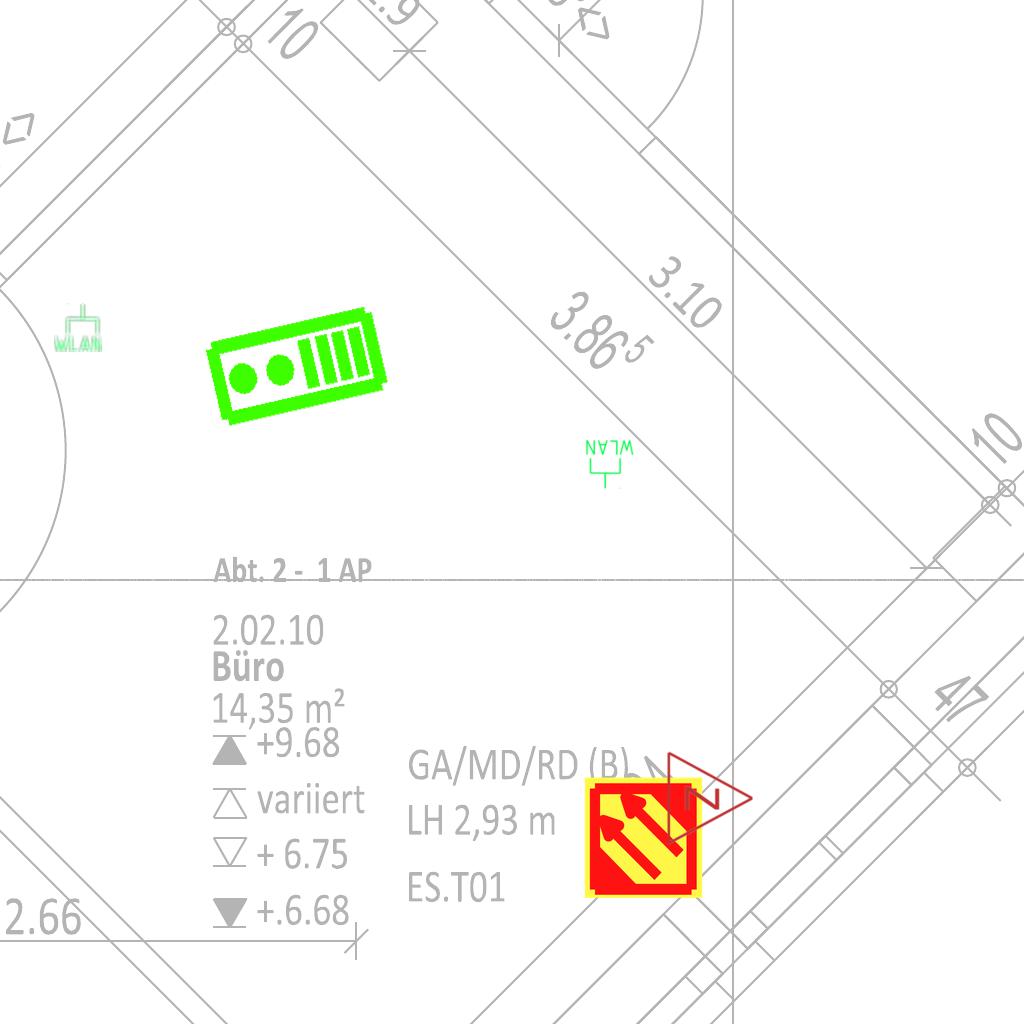 10
3.10
3.86⁵
10
WLAN
WLAN
Abt. 2 - 1 AP
2.02.10
Büro
14,35 m²
+9.68
variiert
+ 6.75
+.6.68
GA/MD/RD (B)
LH 2,93 m
ES.T01
2.66
47
Z